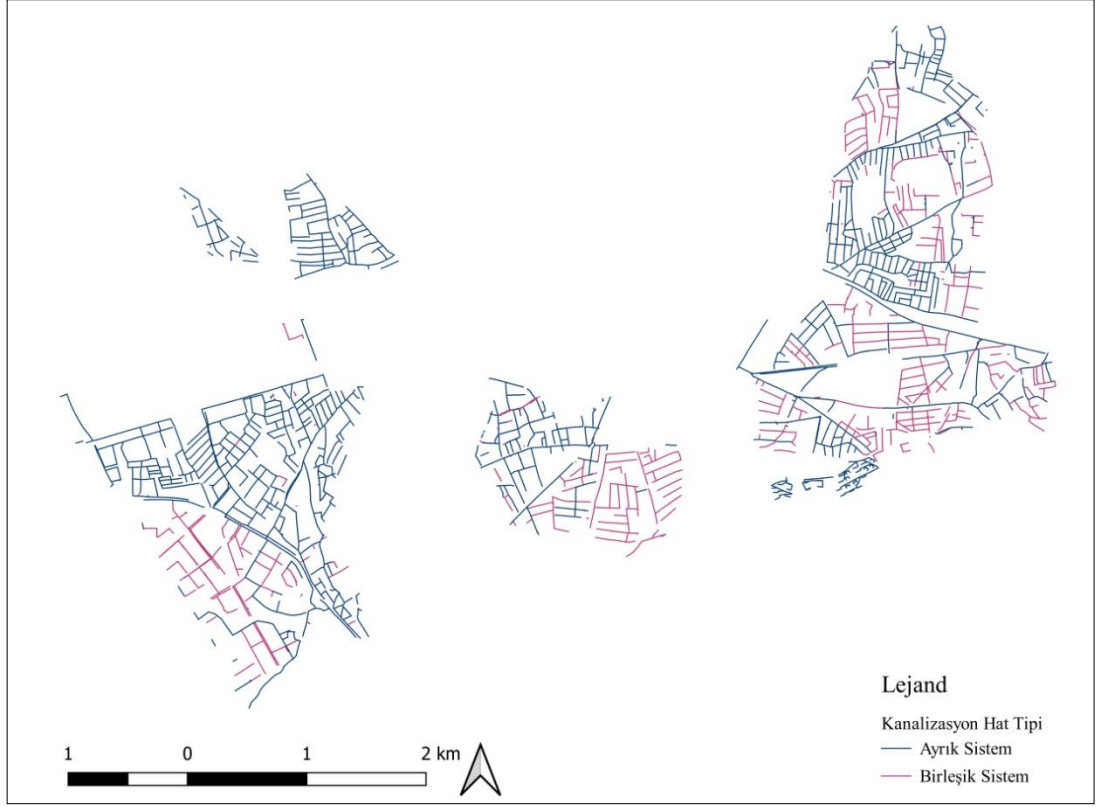 Lejand
Kanalizasyon Hat Tipi
Ayrık Sistem
Birleşik Sistem
1 0 1 2 km